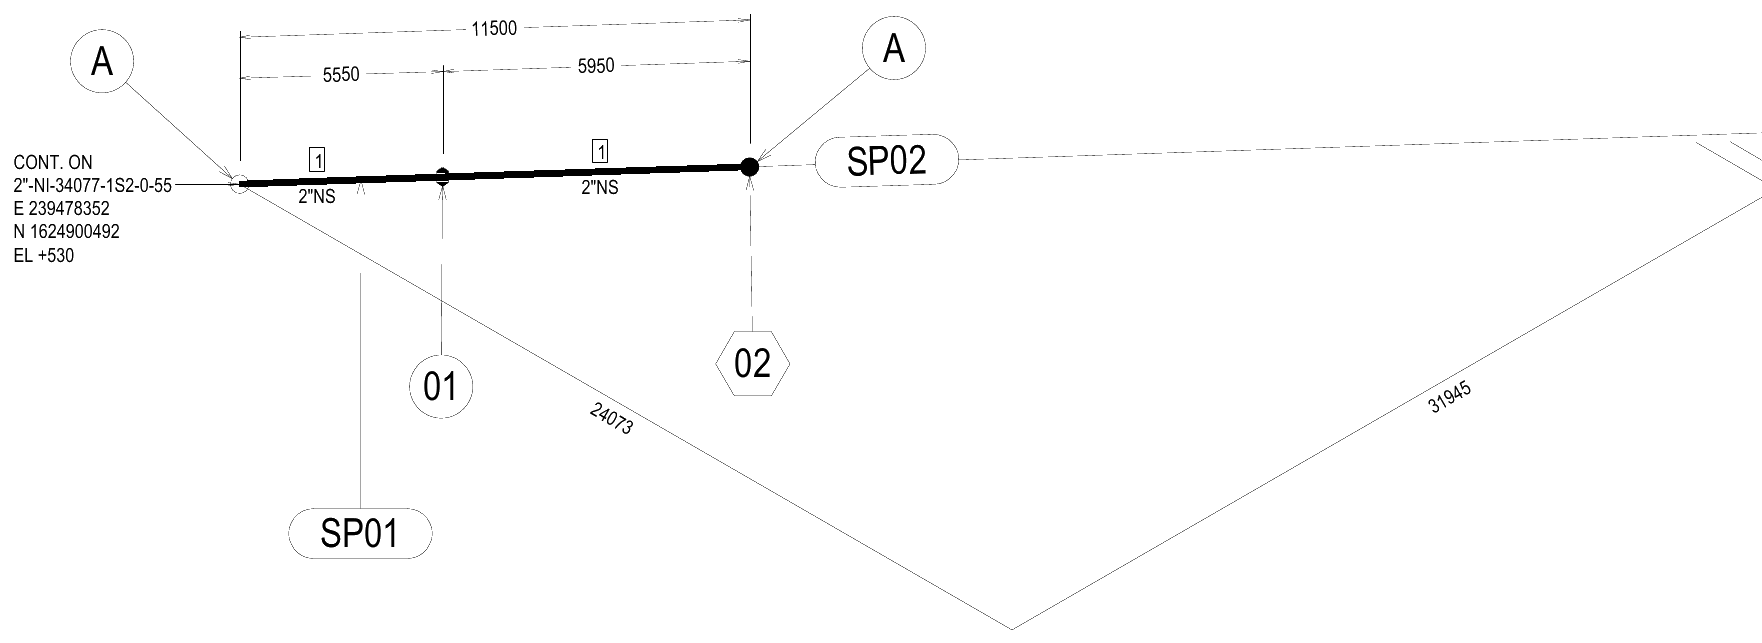 11500
A
A
5550
5950
CONT. ON
2"-NI-34077-1S2-0-55
E 239478352
N 1624900492
EL +530
1
1
2"NS
2"NS
SP02
01
02
24073
31945
SP01